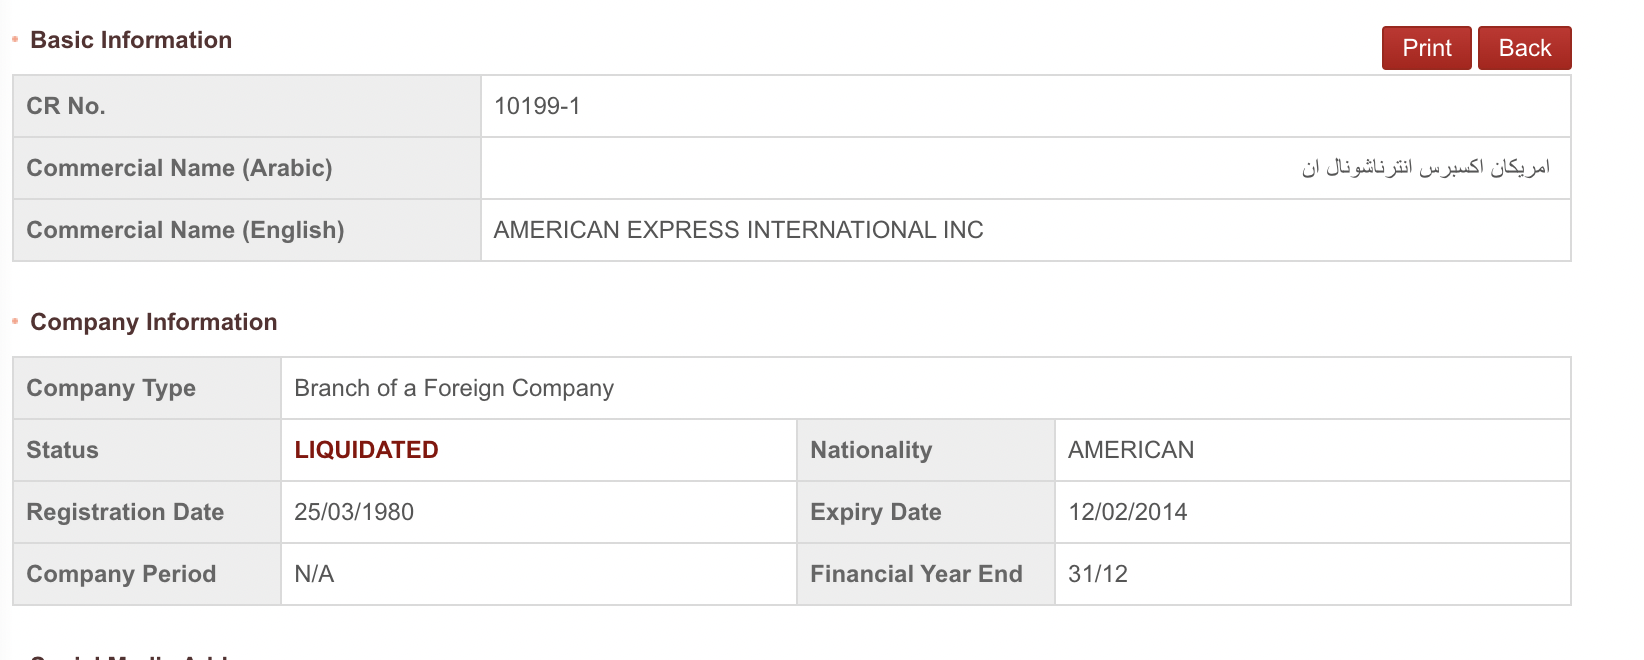 Basic Information
Print Back
CR No. 10199-1
Commercial Name (Arabic) امريكان اكسبرس انترناشونال ان
Commercial Name (English) AMERICAN EXPRESS INTERNATIONAL INC
Company Information
Company Type Branch of a Foreign Company
Status LIQUIDATED Nationality AMERICAN
Registration Date 25/03/1980 Expiry Date 12/02/2014
Company Period N/A Financial Year End 31/12